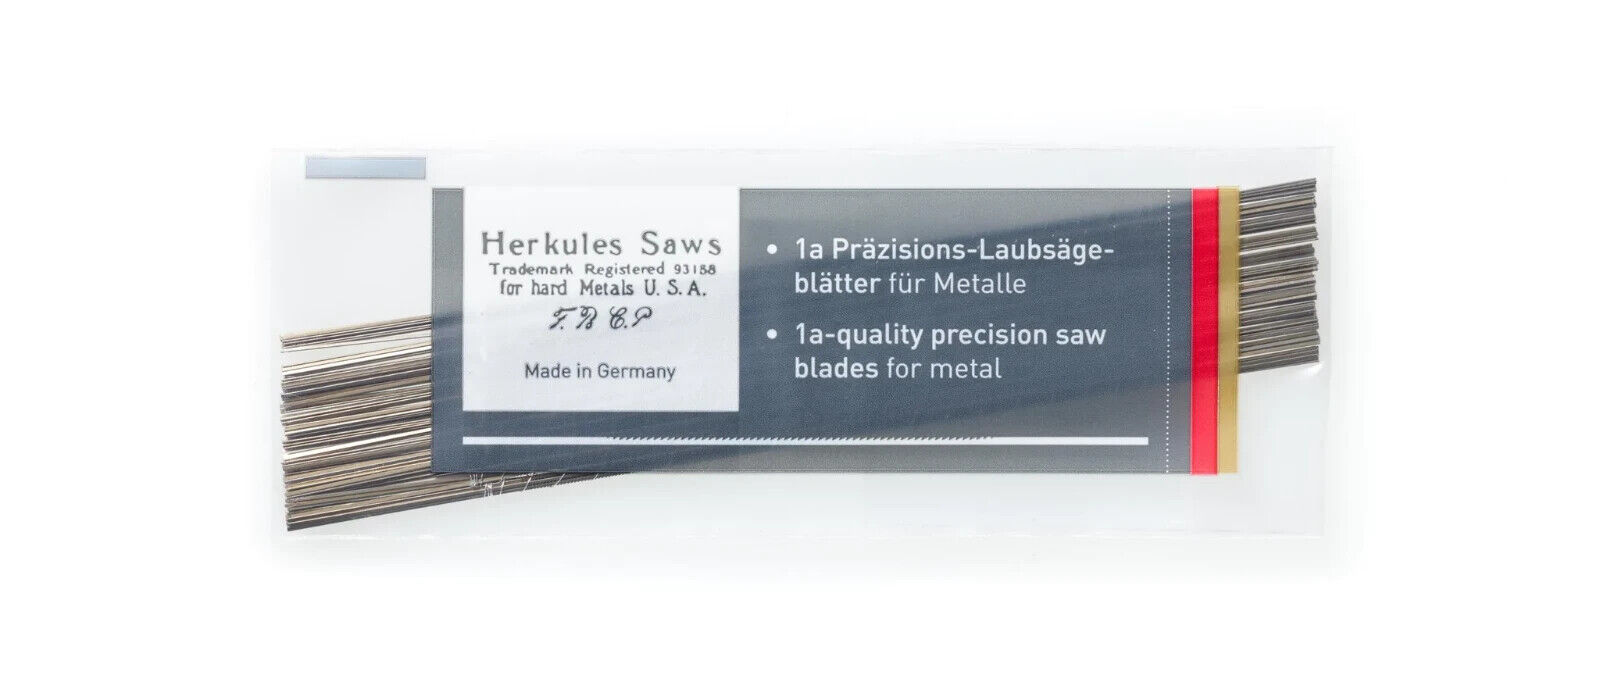 Herkules Saws
Trademark Registered 93158
for hard Metals U. S. A.
F. B C. P
Made in Germany
• 1a Präzisions-Laubsäge-
blätter für Metalle
• 1a-quality precision saw
blades for metal